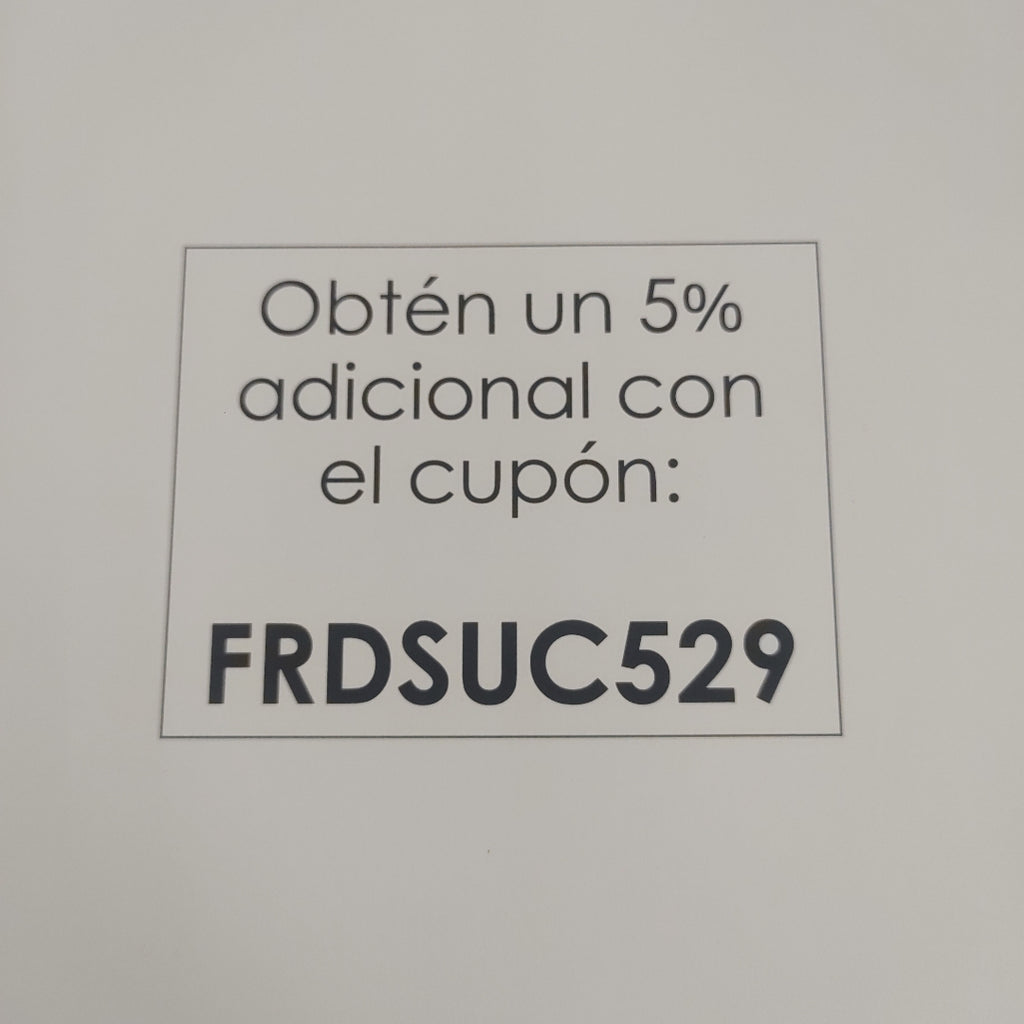 Obtén un 5%
adicional con
el cupón:
FRDSUC529